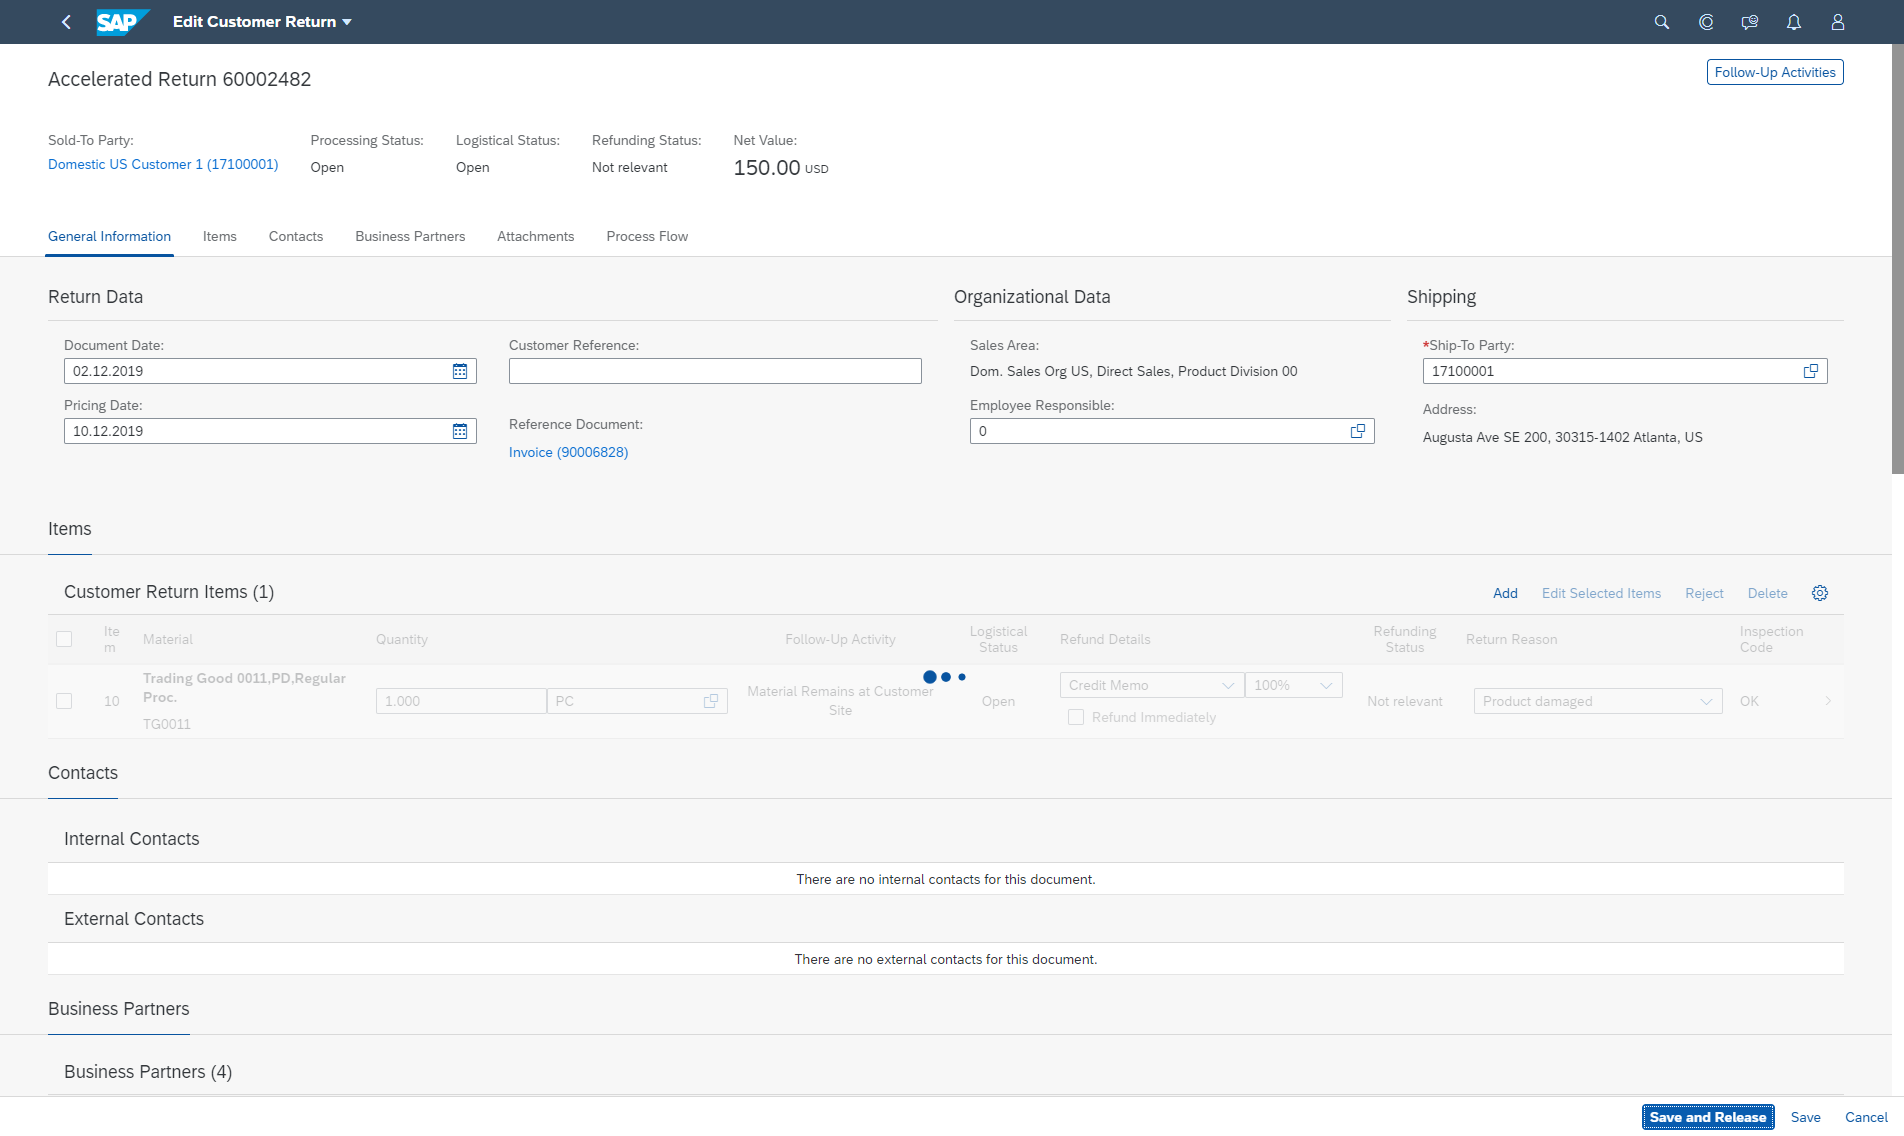 SAP Edit Customer Return
Accelerated Return 60002482
Follow-Up Activities
Sold-To Party:
Domestic US Customer 1 (17100001)
Processing Status:
Open
Logistical Status:
Open
Refunding Status:
Not relevant
Net Value:
150.00 USD
General Information Items Contacts Business Partners Attachments Process Flow
Return Data
Document Date:
02.12.2019
Pricing Date:
10.12.2019
Customer Reference:
Reference Document:
Invoice (90006828)
Organizational Data
Sales Area:
Dom. Sales Org US, Direct Sales, Product Division 00
Employee Responsible:
0
Shipping
*Ship-To Party:
17100001
Address:
Augusta Ave SE 200, 30315-1402 Atlanta, US
Items
Customer Return Items (1)
Add Edit Selected Items Reject Delete
Ite
m
Material
Quantity
Follow-Up Activity
Logistical
Status
Refund Details
Refunding
Status
Return Reason
Inspection
Code
10
Trading Good 0011,PD,Regular
Proc.
TG0011
1.000
PC
Material Remains at Customer
Site
Open
Credit Memo
100%
Refund Immediately
Not relevant
Product damaged
OK
Contacts
Internal Contacts
There are no internal contacts for this document.
External Contacts
There are no external contacts for this document.
Business Partners
Business Partners (4)
Save and Release Save Cancel